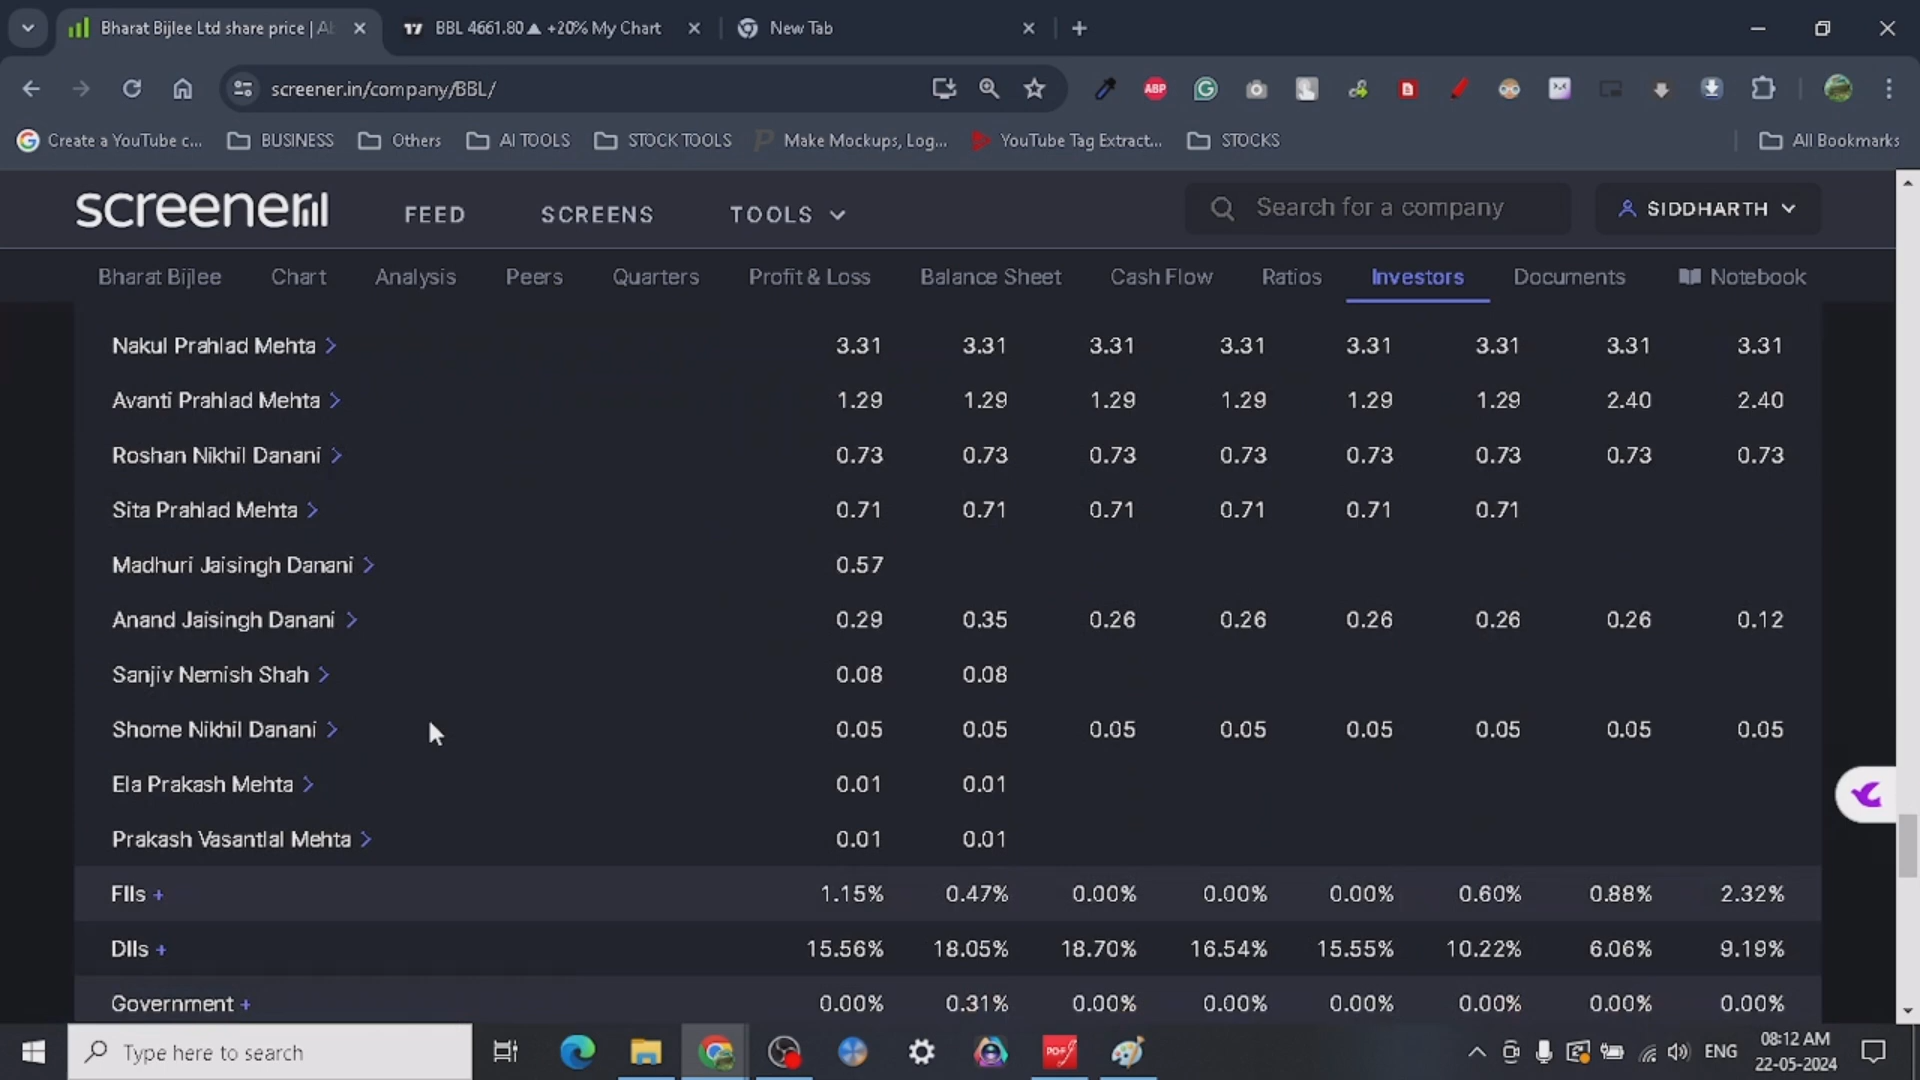 Bharat Bijlee Ltd share price |
BBL 4661.80 ▲ +20% My Chart
New Tab
screener.in/company/BBL/
ABP
Create a YouTube c...
BUSINESS
Others
AI TOOLS
STOCK TOOLS
Make Mockups, Log...
YouTube Tag Extract...
STOCKS
All Bookmarks
screener
FEED
SCREENS
TOOLS
Search for a company
SIDDHARTH
Bharat Bijlee Chart Analysis Peers Quarters Profit & Loss Balance Sheet Cash Flow Ratios Investors Documents Notebook
Nakul Prahlad Mehta > 3.31 3.31 3.31 3.31 3.31 3.31 3.31 3.31
Avanti Prahlad Mehta > 1.29 1.29 1.29 1.29 1.29 1.29 2.40 2.40
Roshan Nikhil Danani > 0.73 0.73 0.73 0.73 0.73 0.73 0.73 0.73
Sita Prahlad Mehta > 0.71 0.71 0.71 0.71 0.71 0.71
Madhuri Jaisingh Danani > 0.57
Anand Jaisingh Danani > 0.29 0.35 0.26 0.26 0.26 0.26 0.26 0.12
Sanjiv Nemish Shah > 0.08 0.08
Shome Nikhil Danani > 0.05 0.05 0.05 0.05 0.05 0.05 0.05 0.05
Ela Prakash Mehta > 0.01 0.01
Prakash Vasantlal Mehta > 0.01 0.01
FIIs + 1.15% 0.47% 0.00% 0.00% 0.00% 0.60% 0.88% 2.32%
DIIs + 15.56% 18.05% 18.70% 16.54% 15.55% 10.22% 6.06% 9.19%
Government + 0.00% 0.31% 0.00% 0.00% 0.00% 0.00% 0.00% 0.00%
Type here to search
PDF
ENG
08:12 AM
22-05-2024